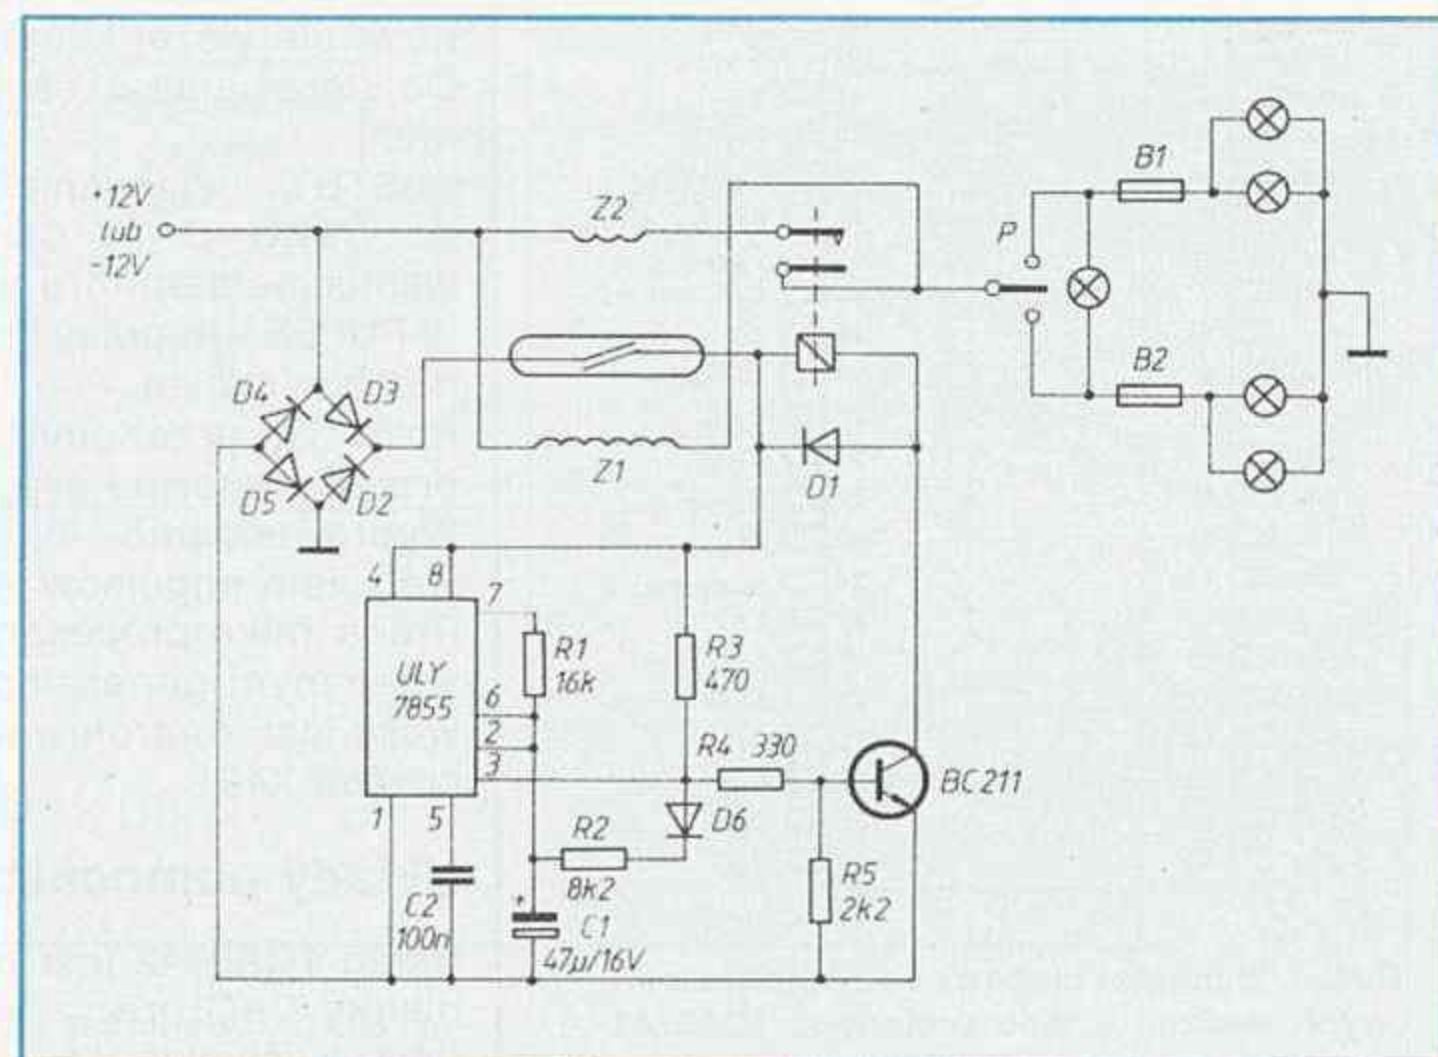 +12V
lub
-12V
Z2
P
B1
B2
D4
D3
D5
D2
Z1
D1
4
8
7
ULY
7855
6
2
3
1
5
R1
16k
R3
470
R4 330
BC211
D6
R2
8k2
R5
2k2
C2
100n
+
C1
47µ/16V